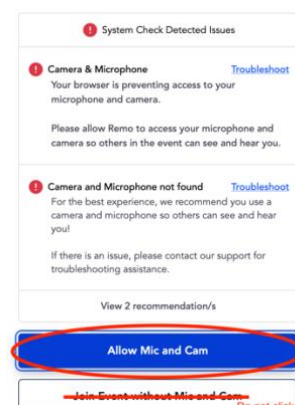 System Check Detected Issues
Camera & Microphone Troubleshoot
Your browser is preventing access to your
microphone and camera.
Please allow Remo to access your microphone and
camera so others in the event can see and hear you.
Camera and Microphone not found Troubleshoot
For the best experience, we recommend you use a
camera and microphone so others can see and hear
you!
If there is an issue, please contact our support for
troubleshooting assistance.
View 2 recommendation/s
Allow Mic and Cam
Join Event without Mic and Cam
Do not click